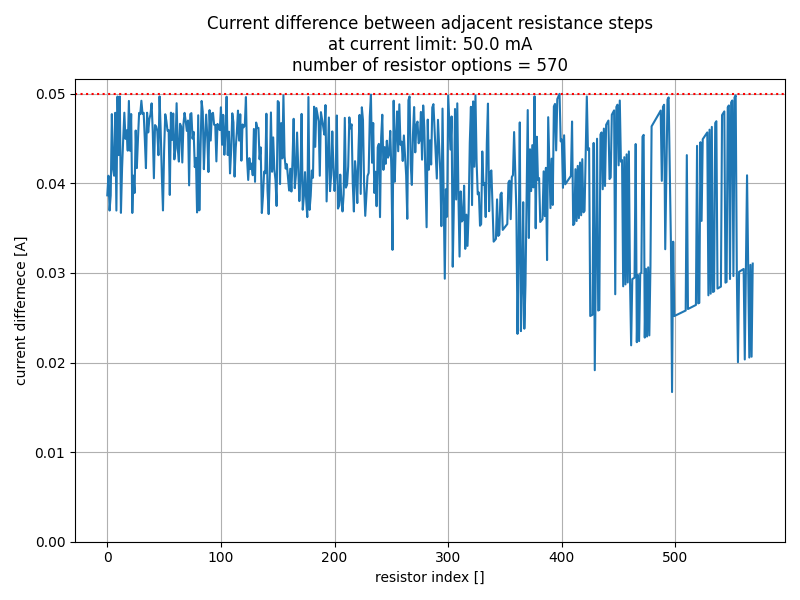 Current difference between adjacent resistance steps
at current limit: 50.0 mA
number of resistor options = 570
current differnece [A]
0.05
0.04
0.03
0.02
0.01
0.00
0 100 200 300 400 500
resistor index []